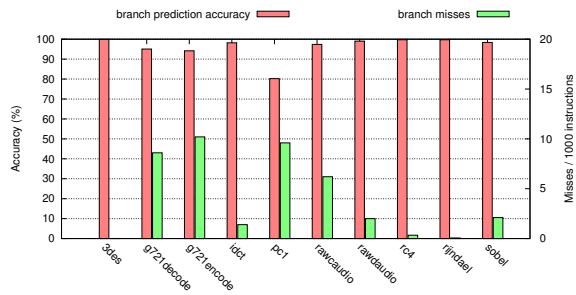 branch prediction accuracy
branch misses
100
90
80
70
60
50
40
30
20
10
0
Accuracy (%)
20
15
10
5
0
Misses / 1000 instructions
3des
g721decode
g721encode
idct
pc1
rawcaudio
rawdaudio
rc4
rijndael
sobel